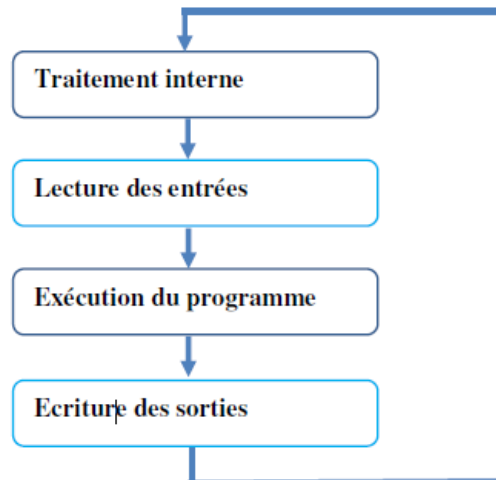 Traitement interne
Lecture des entrées
Exécution du programme
Ecriture des sorties